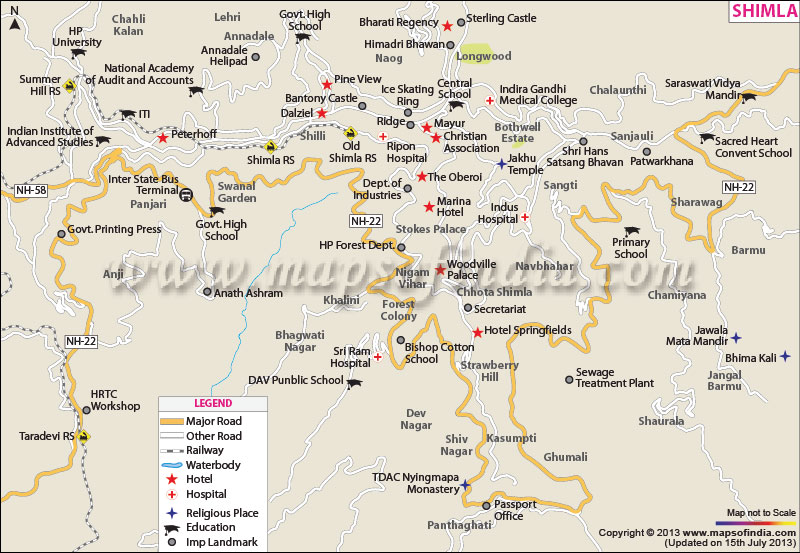 SHIMLA
N
Chahli
Kalan
Lehri
Govt. High
School
Bharati Regency
Sterling Castle
HP
University
Annadale
Annadale
Helipad
Himadri Bhawan
Naog
Longwood
Summer
Hill RS
National Academy
of Audit and Accounts
Pine View
Bantony Castle
Ice Skating
Ring
Central
School
Indira Gandhi
Medical College
Chalaunthi
Saraswati Vidya
Mandir
ITI
Dalziel
Ridge
Mayur
Bothwell
Estate
Indian Institute of
Advanced Studies
Peterhoff
Shilli
Christian
Association
Sanjauli
Sacred Heart
Convent School
Shimla RS
Old
Shimla RS
Ripon
Hospital
Jakhu
Temple
Shri Hans
Satsang Bhavan
Patwarkhana
NH-58
Inter State Bus
Terminal
Panjari
Swanal
Garden
Dept. of
Industries
The Oberoi
Sangti
NH-22
Sharawag
Govt. Printing Press
Govt. High
School
NH-22
Marina
Hotel
Stokes Palace
Indus
Hospital
HP Forest Dept.
Primary
School
Barmu
Anji
Nigam
Vihar
Woodville
Palace
Navbhahar
www.mapsofindia.com
Anath Ashram
Khalini
Forest
Colony
Chhota Shimla
Secretariat
Chamiyana
NH-22
Bhagwati
Nagar
Sri Ram
Hospital
Bishop Cotton
School
Hotel Springfields
Jawala
Mata Mandir
Bhima Kali
DAV Punblic School
Strawberry
Hill
Sewage
Treatment Plant
Jangal
Barmu
HRTC
Workshop
Taradevi RS
Dev
Nagar
Shiv
Nagar
Kasumpti
Shaurala
Ghumali
TDAC Nyingmapa
Monastery
Passport
Office
Panthaghati
LEGEND
Major Road
Other Road
Railway
Waterbody
Hotel
Hospital
Religious Place
Education
Imp Landmark
Map not to Scale
Copyright © 2013 www.mapsofindia.com
(Updated on 15th July 2013)